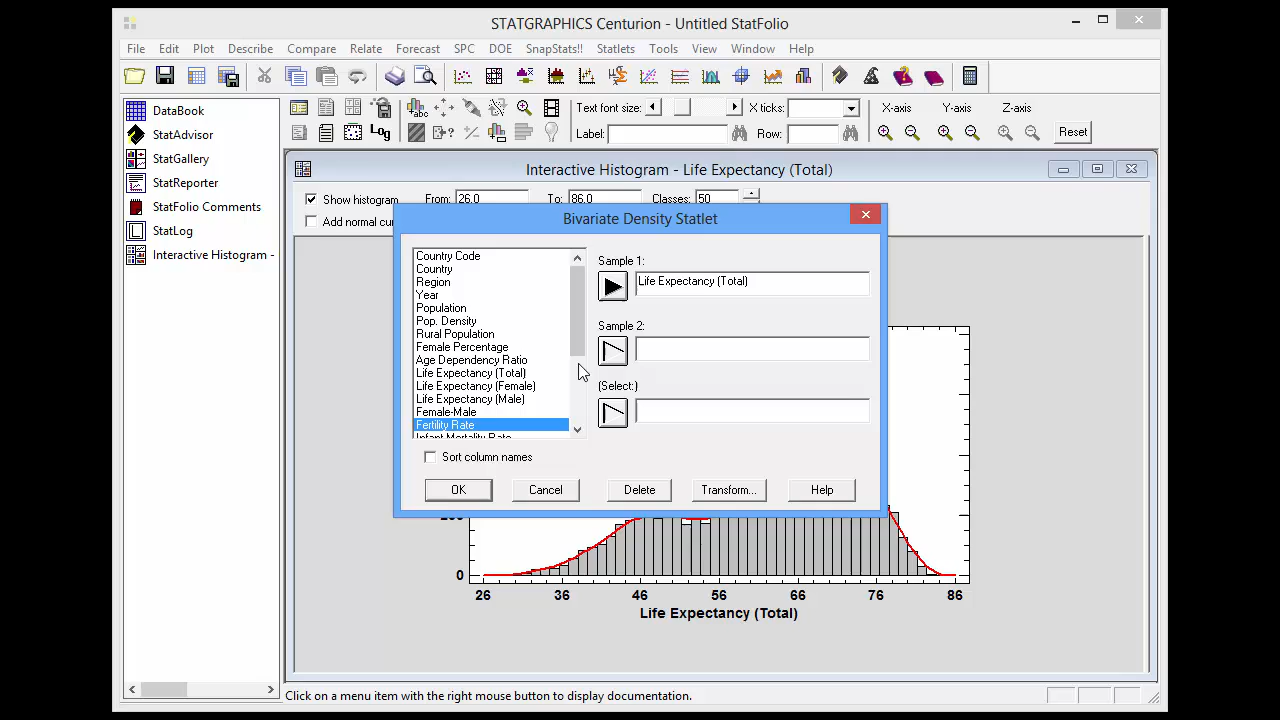 STATGRAPHICS Centurion - Untitled StatFolio
File Edit Plot Describe Compare Relate Forecast SPC DOE SnapStats!! Statlets Tools View Window Help
Text font size: X ticks: X-axis Y-axis Z-axis
Log Label: Row: Reset
DataBook
StatAdvisor
StatGallery
StatReporter
StatFolio Comments
StatLog
Interactive Histogram -
Interactive Histogram - Life Expectancy (Total)
Show histogram From: 26.0 To: 86.0 Classes: 50
Add normal cur
Bivariate Density Statlet
Country Code
Country
Region
Year
Population
Pop. Density
Rural Population
Female Percentage
Age Dependency Ratio
Life Expectancy (Total)
Life Expectancy (Female)
Life Expectancy (Male)
Female-Male
Fertility Rate
Infant Mortality Rate
Sample 1:
Life Expectancy (Total)
Sample 2:
(Select:)
Sort column names
OK Cancel Delete Transform... Help
0
26 36 46 56 66 76 86
Life Expectancy (Total)
Click on a menu item with the right mouse button to display documentation.